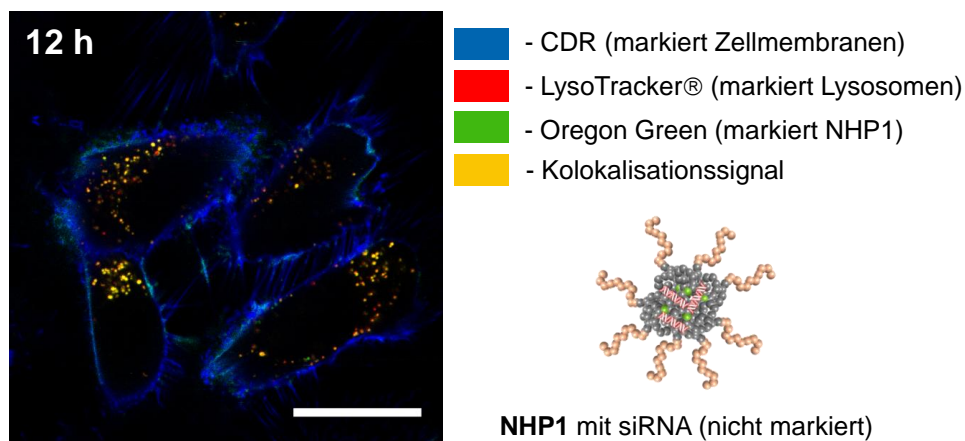 12 h
- CDR (markiert Zellmembranen)
- LysoTracker® (markiert Lysosomen)
- Oregon Green (markiert NHP1)
- Kolokalisationssignal
NHP1 mit siRNA (nicht markiert)